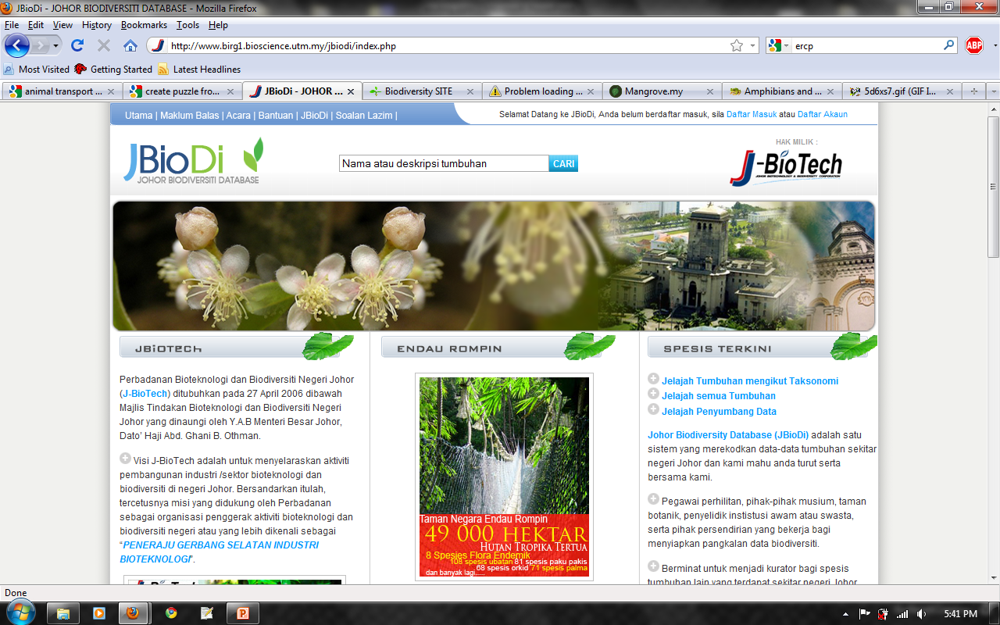 JBioDi - JOHOR BIODIVERSITI DATABASE - Mozilla Firefox
File Edit View History Bookmarks Tools Help
http://www.birg1.bioscience.utm.my/jbiodi/index.php
ercp
ABP
Most Visited Getting Started Latest Headlines
animal transport ...
create puzzle fro...
JBioDi - JOHOR ...
Biodiversity SITE
Problem loading ...
Mangrove.my
Amphibians and ...
5d6xs7.gif (GIF I...
Utama | Maklum Balas | Acara | Bantuan | JBioDi | Soalan Lazim |
Selamat Datang ke JBioDi, Anda belum berdaftar masuk, sila Daftar Masuk atau Daftar Akaun
JBioDi
JOHOR BIODIVERSITI DATABASE
Nama atau deskripsi tumbuhan
CARI
HAK MILIK :
J-BioTech
JOHOR BIOTECHNOLOGY & BIODIVERSITY CORPORATION
JBiOTECH
Perbadanan Bioteknologi dan Biodiversiti Negeri Johor
(J-BioTech) ditubuhkan pada 27 April 2006 dibawah
Majlis Tindakan Bioteknologi dan Biodiversiti Negeri
Johor yang dinaungi oleh Y.A.B Menteri Besar Johor,
Dato' Haji Abd. Ghani B. Othman.
Visi J-BioTech adalah untuk menyelaraskan aktiviti
pembangunan industri /sektor bioteknologi dan
biodiversiti di negeri Johor. Bersandarkan itulah,
tercetusnya misi yang didukung oleh Perbadanan
sebagai organisasi penggerak aktiviti bioteknologi dan
biodiversiti negeri atau yang lebih dikenali sebagai
"PENERAJU GERBANG SELATAN INDUSTRI
BIOTEKNOLOGI".
J-BioTech
ENDAU ROMPIN
Taman Negara Endau Rompin
49 000 HEKTAR
HUTAN TROPIKA TERTUA
8 Spesies Flora Endemik
108 spesis ubatan 81 spesis paku pakis
68 spesis orkid 71 spesis palma
dan banyak lagi.....
SPESIS TERKINI
Jelajah Tumbuhan mengikut Taksonomi
Jelajah semua Tumbuhan
Jelajah Penyumbang Data
Johor Biodiversity Database (JBioDi) adalah satu
sistem yang merekodkan data-data tumbuhan sekitar
negeri Johor dan kami mahu anda turut serta
bersama kami.
Pegawai perhilitan, pihak-pihak musium, taman
botanik, penyelidik instistusi awam atau swasta,
serta pihak persendirian yang bekerja bagi
menyiapkan pangkalan data biodiversiti.
Berminat untuk menjadi kurator bagi spesis
tumbuhan lain yang terdapat sekitar negeri Johor
Done
5:41 PM